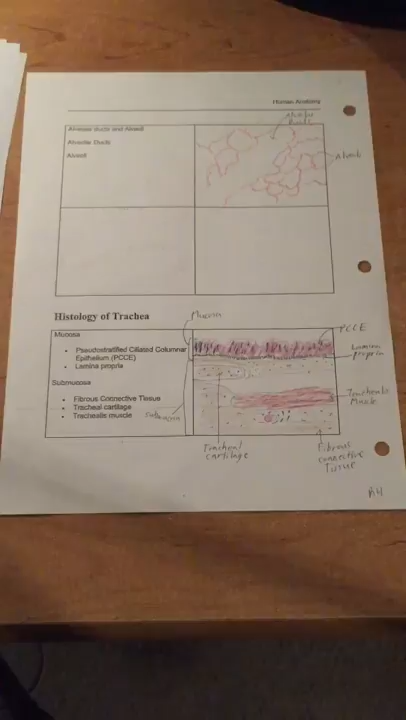 Human Anatomy
Alveolar ducts and Alveoli
Alveolar Ducts
Alveoli
Alveolar
Ducts
Alveoli
Histology of Trachea
Mucosa
Mucosa
• Pseudostratified Ciliated Columnar
Epithelium (PCCE)
• Lamina propria
Submucosa
• Fibrous Connective Tissue
• Tracheal cartilage
• Trachealis muscle
Submucosa
PCCE
Lamina
propria
Trachealis
Muscle
Tracheal
cartilage
Fibrous
connective
Tissue